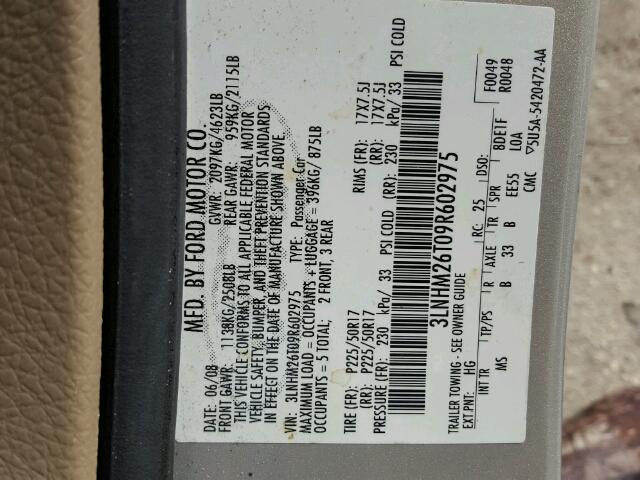 MFD. BY FORD MOTOR CO.
DATE: 06/08 GVWR: 2097KG/4623LB
FRONT GAWR: 1138KG/2508LB REAR GAWR: 959KG/2115LB
THIS VEHICLE CONFORMS TO ALL APPLICABLE FEDERAL MOTOR
VEHICLE SAFETY, BUMPER, AND THEFT PREVENTION STANDARDS
IN EFFECT ON THE DATE OF MANUFACTURE SHOWN ABOVE.
VIN: 3LNHM26T09R602975 TYPE: Passenger Car
MAXIMUM LOAD = OCCUPANTS + LUGGAGE = 396KG/ 875LB
OCCUPANTS = 5 TOTAL; 2 FRONT, 3 REAR
TIRE (FR): P225/50R17 RIMS (FR): 17X7.5J
(RR): P225/50R17 (RR): 17X7.5J
PRESSURE (FR): 230 kPa/ 33 PSI COLD (RR): 230 kPa/ 33 PSI COLD
3LNHM26T09R602975
TRAILER TOWING - SEE OWNER GUIDE F0049
EXT.PNT: HG RC: 25 DSO: R0048
INT TR TP/PS R AXLE TR SPR 8DE1F
MS B 33 B EE55 LOA
CMC ▽5U5A-5420472-AA